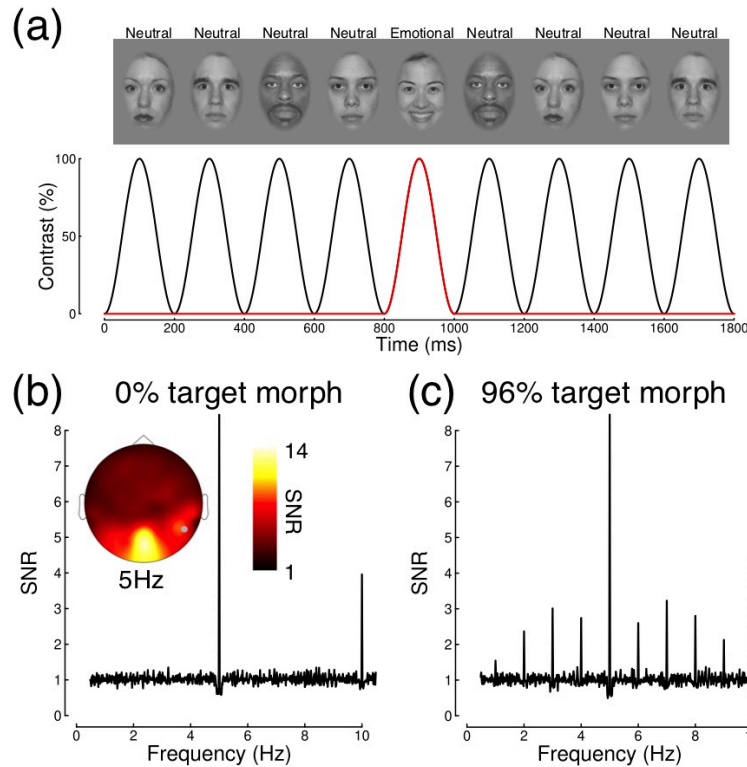 (a)
Neutral Neutral Neutral Neutral Emotional Neutral Neutral Neutral Neutral
100
50
0
Contrast (%)
0 200 400 600 800 1000 1200 1400 1600 1800
Time (ms)
(b) 0% target morph
8
7
6
5
4
3
2
1
0
SNR
14
SNR
1
5Hz
0 2 4 6 8 10
Frequency (Hz)
(c) 96% target morph
8
7
6
5
4
3
2
1
0
SNR
0 2 4 6 8
Frequency (Hz)